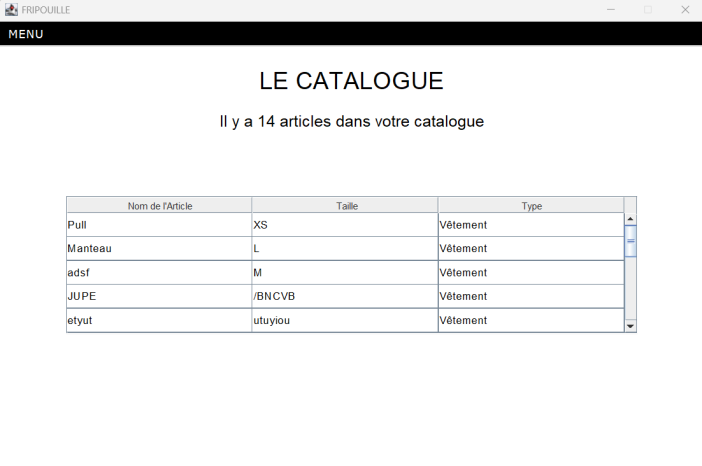 FRIPOUILLE
MENU
LE CATALOGUE
Il y a 14 articles dans votre catalogue
Nom de l'Article Taille Type
Pull XS Vêtement
Manteau L Vêtement
adsf M Vêtement
JUPE /BNCVB Vêtement
etyut utuyiou Vêtement